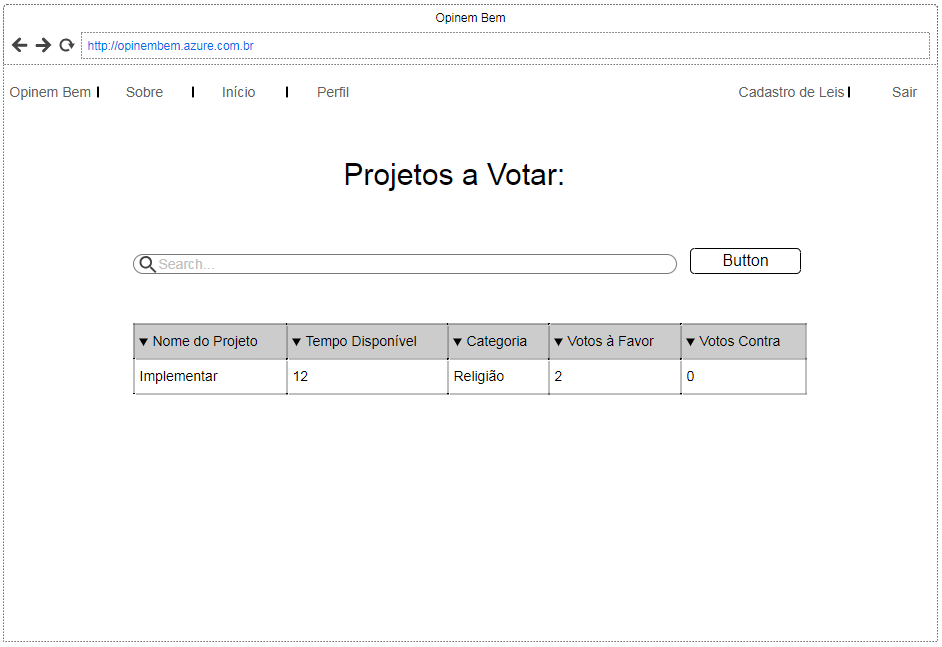 Opinem Bem
http://opinembem.azure.com.br
Opinem Bem | Sobre | Início | Perfil Cadastro de Leis | Sair
Projetos a Votar:
Search... Button
▼ Nome do Projeto ▼ Tempo Disponível ▼ Categoria ▼ Votos à Favor ▼ Votos Contra
Implementar 12 Religião 2 0